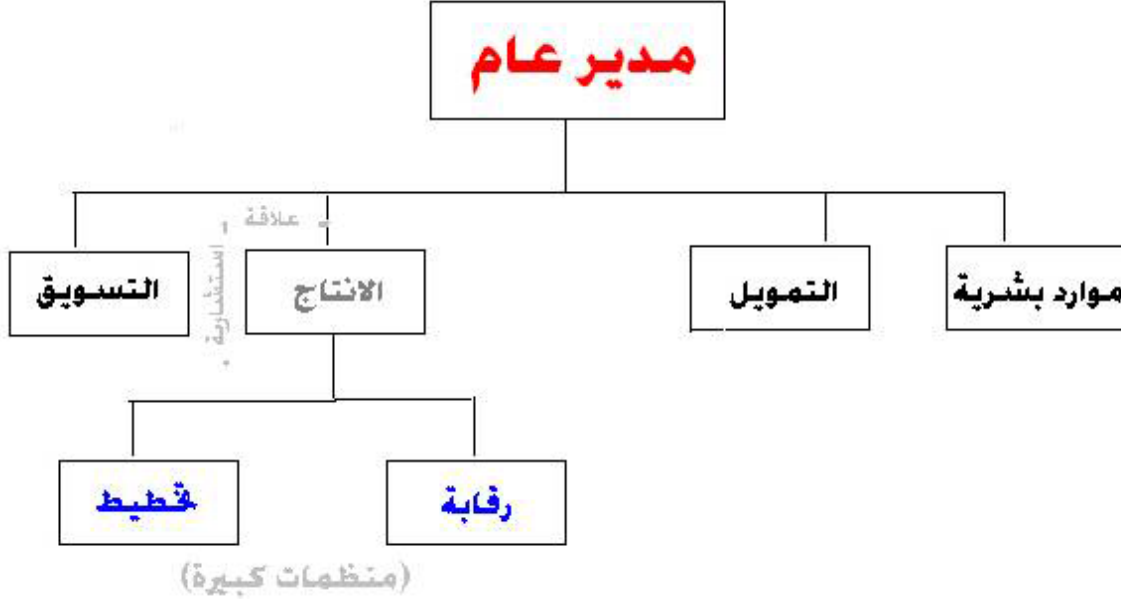 مدير عام
- علاقة -
استشارية -
موارد بشرية
التمويل
الانتاج
التسويق
رقابة
تخطيط
(منظمات كبيرة)